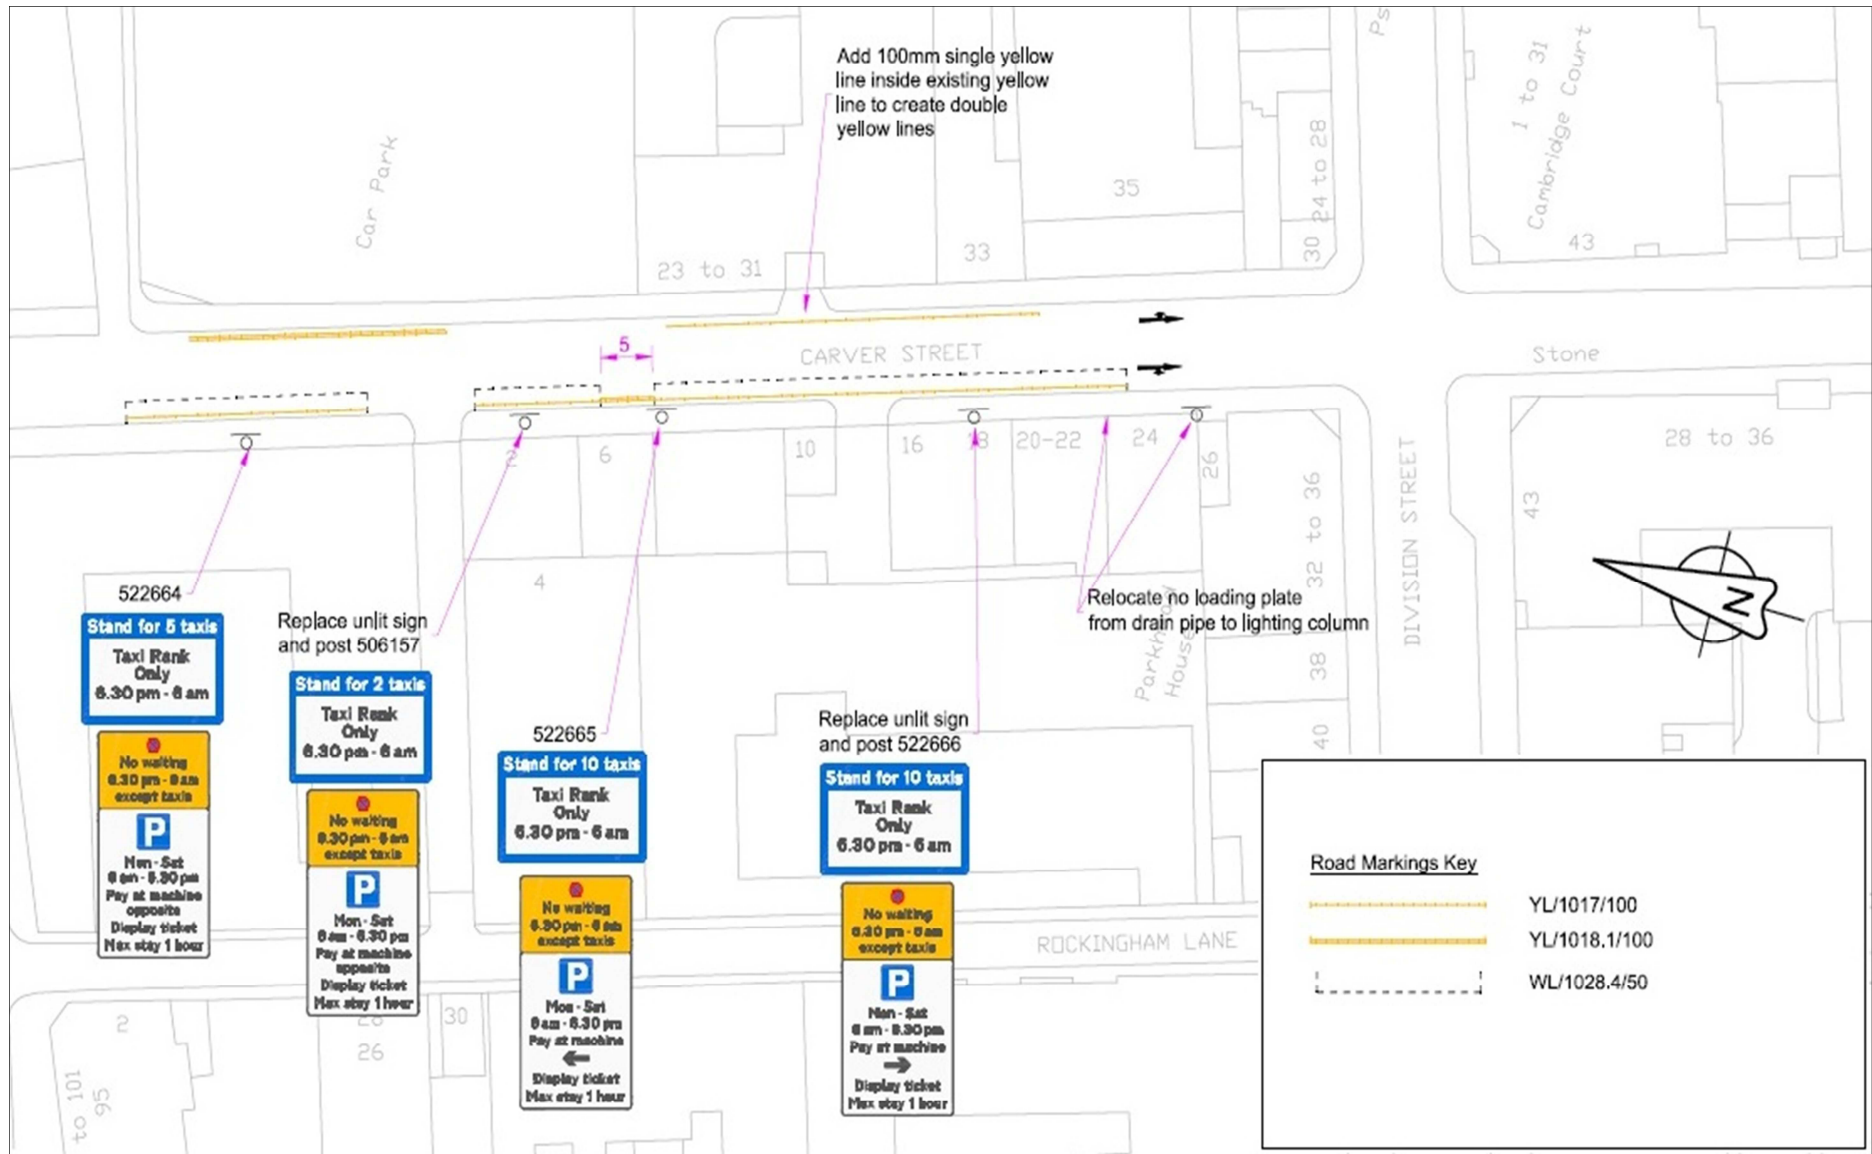 Add 100mm single yellow
line inside existing yellow
line to create double
yellow lines
Car Park
23 to 31
33
35
30
24 to 28
Ps
1 to 31
Cambridge Court
43
5
CARVER STREET
Stone
2
6
10
16
18
20-22
24
26
4
32 to 36
38
40
DIVISION STREET
43
28 to 36
N
Parkhead
House
Relocate no loading plate
from drain pipe to lighting column
522664
Stand for 5 taxis
Taxi Rank
Only
6.30 pm - 6 am
No waiting
6.30 pm - 6 am
except taxis
P
Mon - Sat
6 am - 6.30 pm
Pay at machine
opposite
Display ticket
Max stay 1 hour
Replace unlit sign
and post 506157
Stand for 2 taxis
Taxi Rank
Only
6.30 pm - 6 am
No waiting
6.30 pm - 6 am
except taxis
P
Mon - Sat
6 am - 6.30 pm
Pay at machine
opposite
Display ticket
Max stay 1 hour
522665
Stand for 10 taxis
Taxi Rank
Only
6.30 pm - 6 am
No waiting
6.30 pm - 6 am
except taxis
P
Mon - Sat
6 am - 6.30 pm
Pay at machine
Display ticket
Max stay 1 hour
Replace unlit sign
and post 522666
Stand for 10 taxis
Taxi Rank
Only
6.30 pm - 6 am
No waiting
6.30 pm - 6 am
except taxis
P
Mon - Sat
6 am - 6.30 pm
Pay at machine
Display ticket
Max stay 1 hour
ROCKINGHAM LANE
2
26
30
to 101
95
Road Markings Key
YL/1017/100
YL/1018.1/100
WL/1028.4/50